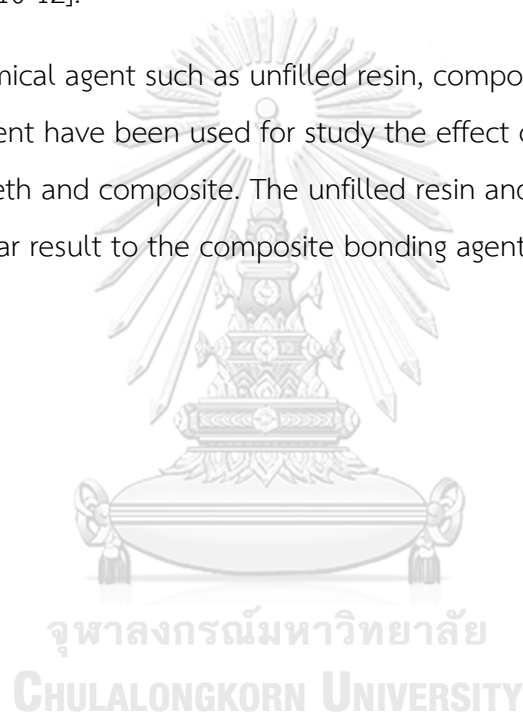 10-12].
mical agent such as unfilled resin, compo
ent have been used for study the effect o
eth and composite. The unfilled resin and
ar result to the composite bonding agent
จุฬาลงกรณ์มหาวิทยาลัย
CHULALONGKORN UNIVERSITY